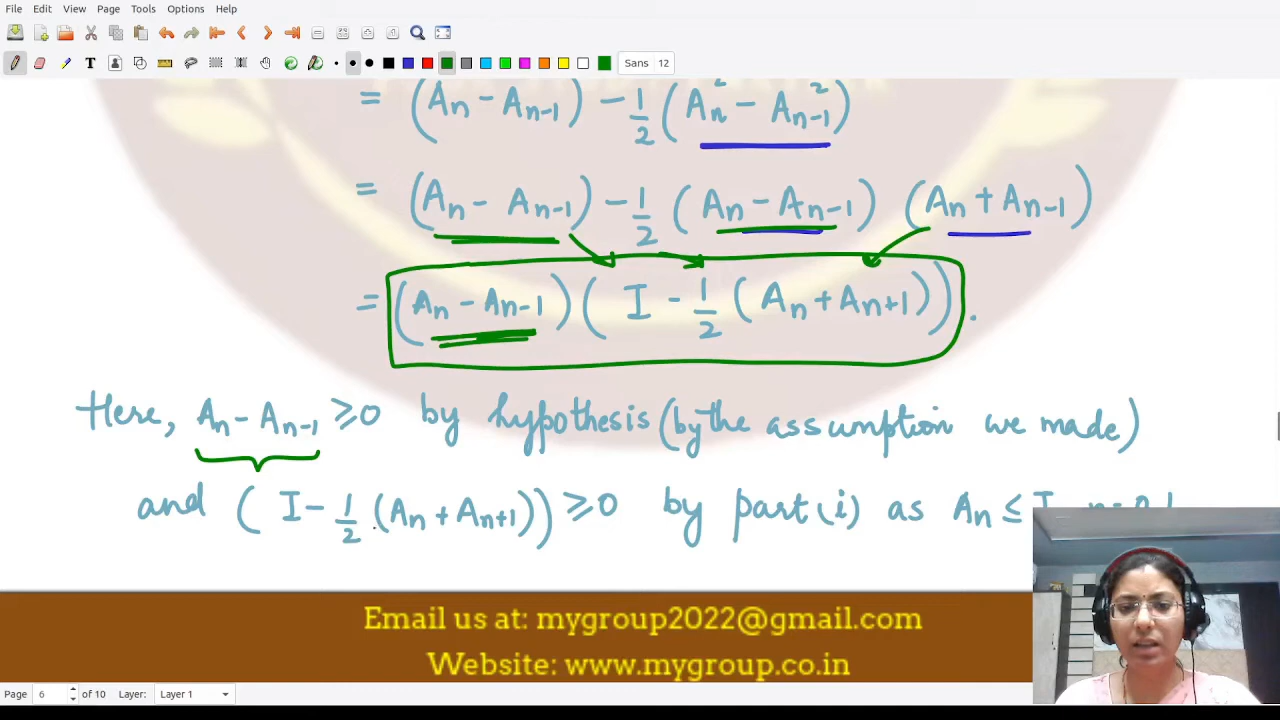 File Edit View Page Tools Options Help
Sans 12
= (Aₙ − Aₙ₋₁) − 1/2 (Aₙ² − Aₙ₋₁²)
= (Aₙ − Aₙ₋₁) − 1/2 (Aₙ − Aₙ₋₁) (Aₙ + Aₙ₋₁)
= (Aₙ − Aₙ₋₁) ( I − 1/2 ( Aₙ + Aₙ₊₁)).
Here, Aₙ − Aₙ₋₁ ⩾ 0 by hypothesis (by the assumption we made)
and ( I − 1/2 (Aₙ + Aₙ₊₁)) ⩾ 0 by part (i) as Aₙ ≤ I
Email us at: mygroup2022@gmail.com
Website: www.mygroup.co.in
Page 6 of 10 Layer: Layer 1